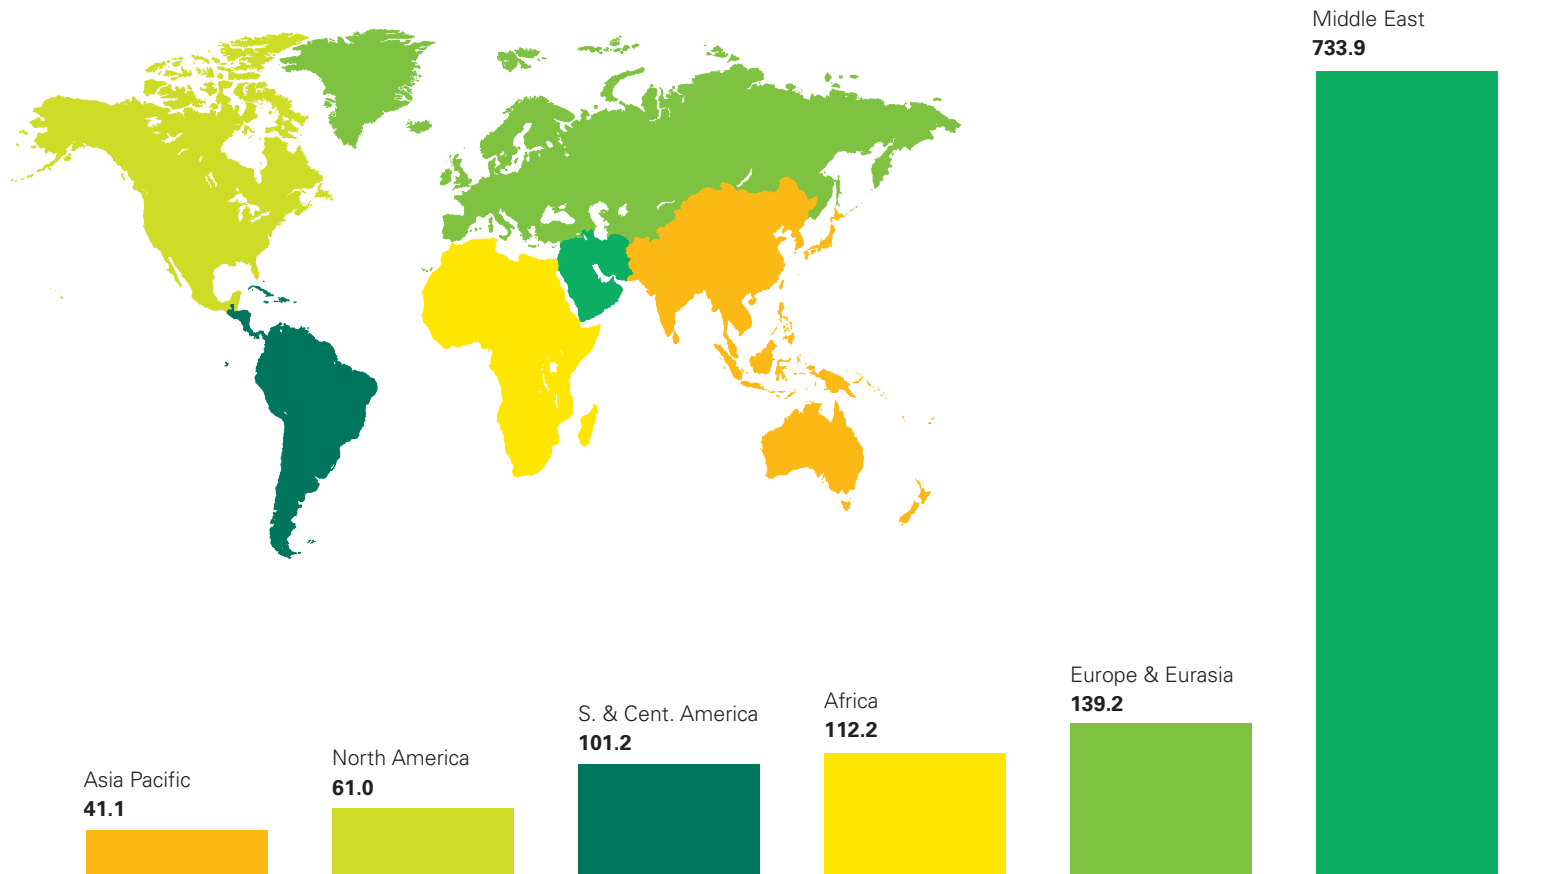 Middle East
733.9
Europe & Eurasia
139.2
Africa
112.2
S. & Cent. America
101.2
North America
61.0
Asia Pacific
41.1